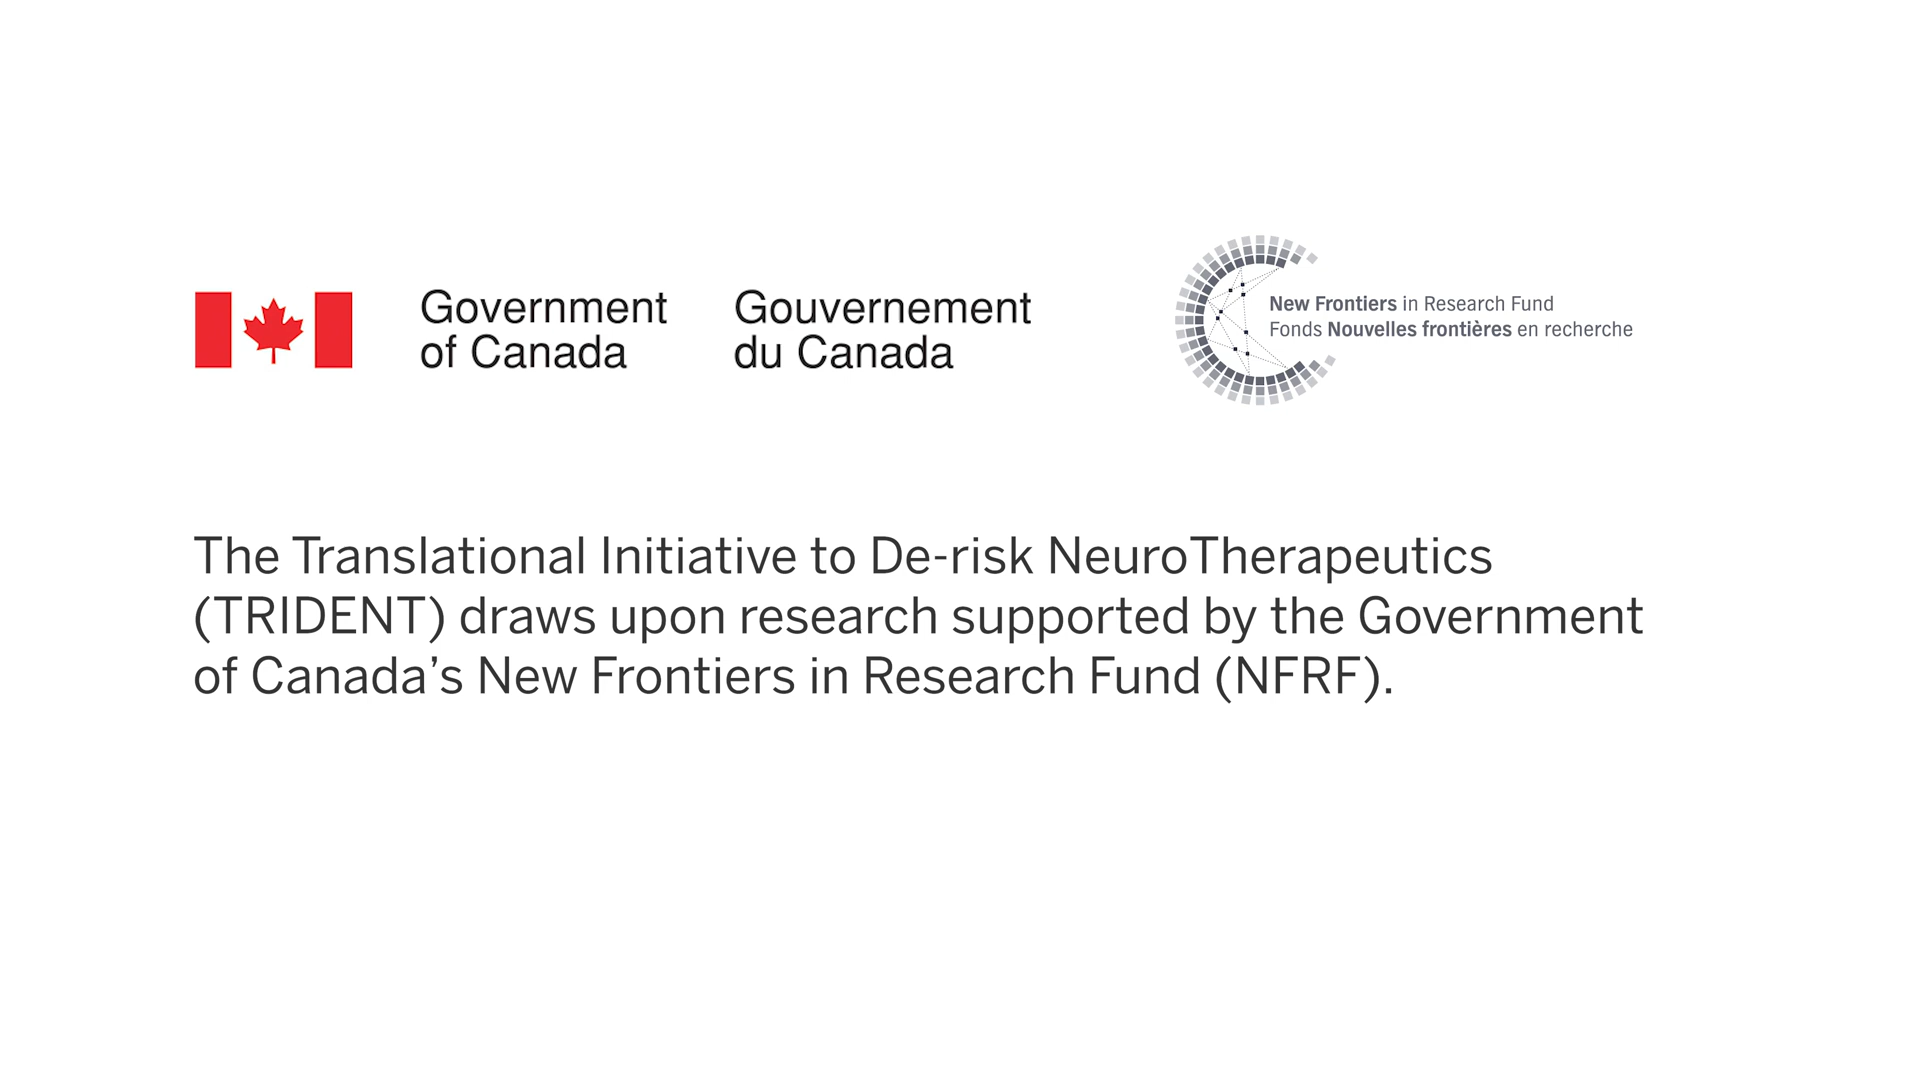 Government
of Canada
Gouvernement
du Canada
New Frontiers in Research Fund
Fonds Nouvelles frontières en recherche
The Translational Initiative to De-risk NeuroTherapeutics
(TRIDENT) draws upon research supported by the Government
of Canada’s New Frontiers in Research Fund (NFRF).